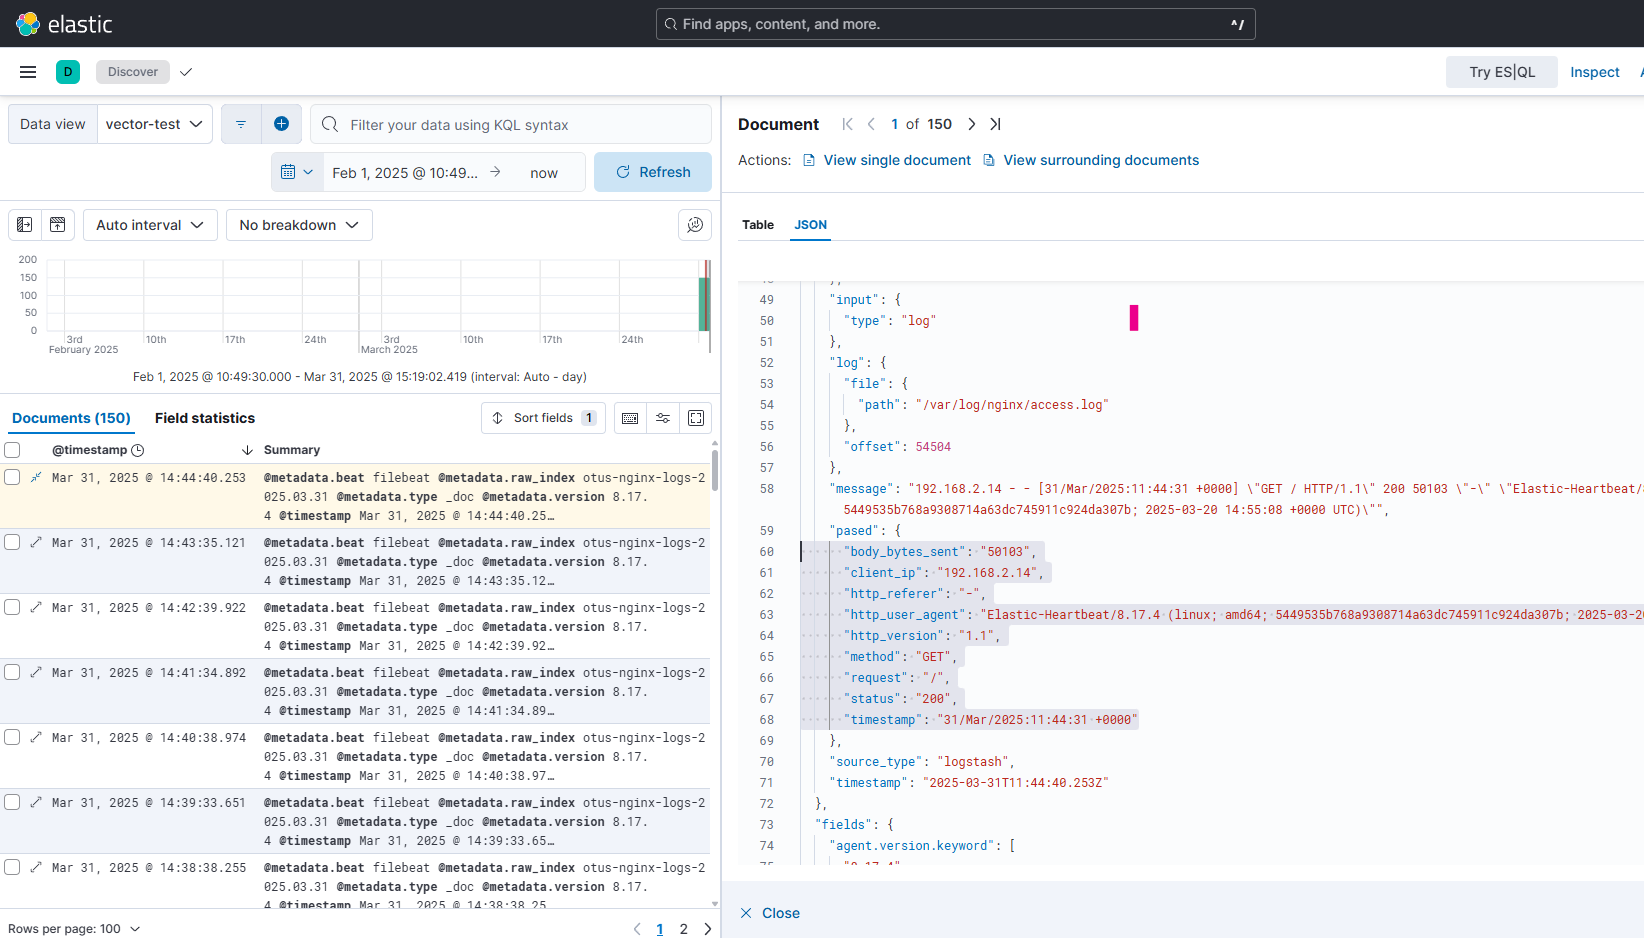 elastic
Find apps, content, and more.
^/
D
Discover
Try ES|QL
Inspect
Data view
vector-test
Filter your data using KQL syntax
Feb 1, 2025 @ 10:49...
now
Refresh
Auto interval
No breakdown
200
150
100
50
0
3rd
10th
17th
24th
3rd
10th
17th
24th
February 2025
March 2025
Feb 1, 2025 @ 10:49:30.000 - Mar 31, 2025 @ 15:19:02.419 (interval: Auto - day)
Documents (150)
Field statistics
Sort fields 1
@timestamp
Summary
Mar 31, 2025 @ 14:44:40.253
@metadata.beat filebeat @metadata.raw_index otus-nginx-logs-2
025.03.31 @metadata.type _doc @metadata.version 8.17.
4 @timestamp Mar 31, 2025 @ 14:44:40.25…
Mar 31, 2025 @ 14:43:35.121
@metadata.beat filebeat @metadata.raw_index otus-nginx-logs-2
025.03.31 @metadata.type _doc @metadata.version 8.17.
4 @timestamp Mar 31, 2025 @ 14:43:35.12…
Mar 31, 2025 @ 14:42:39.922
@metadata.beat filebeat @metadata.raw_index otus-nginx-logs-2
025.03.31 @metadata.type _doc @metadata.version 8.17.
4 @timestamp Mar 31, 2025 @ 14:42:39.92…
Mar 31, 2025 @ 14:41:34.892
@metadata.beat filebeat @metadata.raw_index otus-nginx-logs-2
025.03.31 @metadata.type _doc @metadata.version 8.17.
4 @timestamp Mar 31, 2025 @ 14:41:34.89…
Mar 31, 2025 @ 14:40:38.974
@metadata.beat filebeat @metadata.raw_index otus-nginx-logs-2
025.03.31 @metadata.type _doc @metadata.version 8.17.
4 @timestamp Mar 31, 2025 @ 14:40:38.97…
Mar 31, 2025 @ 14:39:33.651
@metadata.beat filebeat @metadata.raw_index otus-nginx-logs-2
025.03.31 @metadata.type _doc @metadata.version 8.17.
4 @timestamp Mar 31, 2025 @ 14:39:33.65…
Mar 31, 2025 @ 14:38:38.255
@metadata.beat filebeat @metadata.raw_index otus-nginx-logs-2
025.03.31 @metadata.type _doc @metadata.version 8.17.
4 @timestamp Mar 31, 2025 @ 14:38:38.25
Rows per page: 100
1 2
Document
1 of 150
Actions: View single document View surrounding documents
Table
JSON
49 "input": {
50 "type": "log"
51 },
52 "log": {
53 "file": {
54 "path": "/var/log/nginx/access.log"
55 },
56 "offset": 54504
57 },
58 "message": "192.168.2.14 - - [31/Mar/2025:11:44:31 +0000] \"GET / HTTP/1.1\" 200 50103 \"-\" \"Elastic-Heartbeat/
5449535b768a9308714a63dc745911c924da307b; 2025-03-20 14:55:08 +0000 UTC)\"",
59 "pased": {
60 "body_bytes_sent": "50103",
61 "client_ip": "192.168.2.14",
62 "http_referer": "-",
63 "http_user_agent": "Elastic-Heartbeat/8.17.4 (linux; amd64; 5449535b768a9308714a63dc745911c924da307b; 2025-03-20
64 "http_version": "1.1",
65 "method": "GET",
66 "request": "/",
67 "status": "200",
68 "timestamp": "31/Mar/2025:11:44:31 +0000"
69 },
70 "source_type": "logstash",
71 "timestamp": "2025-03-31T11:44:40.253Z"
72 },
73 "fields": {
74 "agent.version.keyword": [
Close